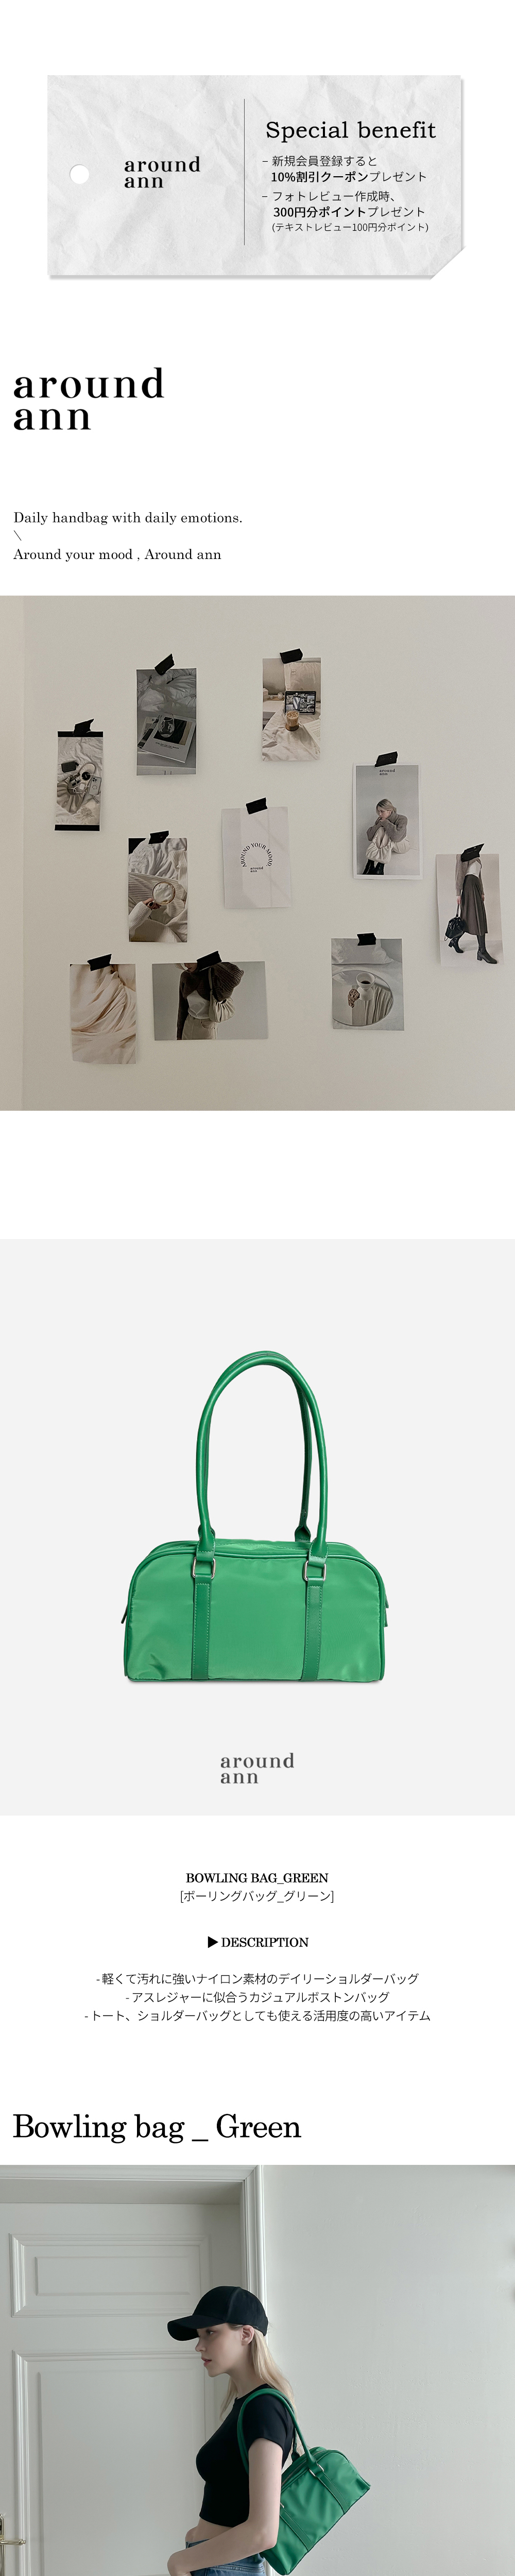 around
ann
Special benefit
– 新規会員登録すると
10%割引クーポンプレゼント
– フォトレビュー作成時、
300円分ポイントプレゼント
(テキストレビュー100円分ポイント)
around
ann
Daily handbag with daily emotions.
\
Around your mood , Around ann
around
ann
AROUND YOUR MOOD
around
ann
around
ann
BOWLING BAG_GREEN
[ボーリングバッグ_グリーン]
▶ DESCRIPTION
- 軽くて汚れに強いナイロン素材のデイリーショルダーバッグ
- アスレジャーに似合うカジュアルボストンバッグ
- トート、ショルダーバッグとしても使える活用度の高いアイテム
Bowling bag _ Green